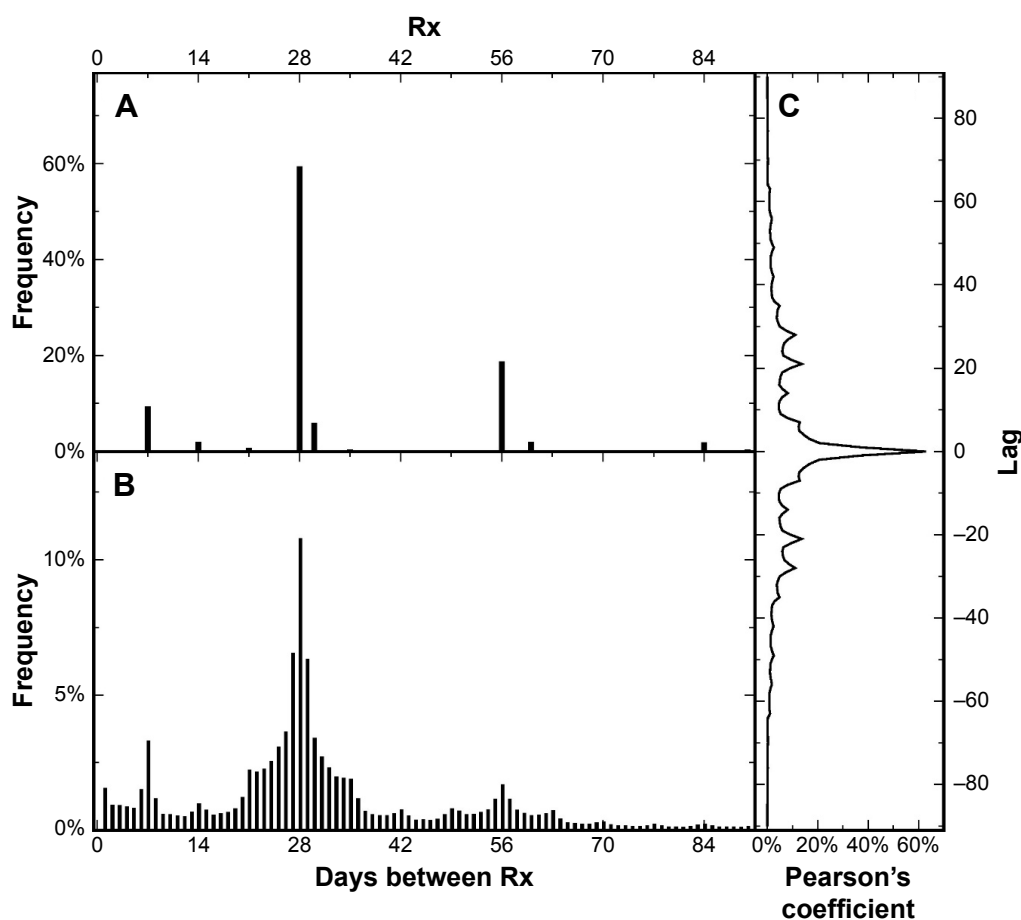 Rx
0 14 28 42 56 70 84
A
C
60%
40%
20%
0%
Frequency
80
60
40
20
0
–20
–40
–60
–80
Lag
B
10%
5%
0%
Frequency
0 14 28 42 56 70 84
Days between Rx
0% 20% 40% 60%
Pearson's
coefficient